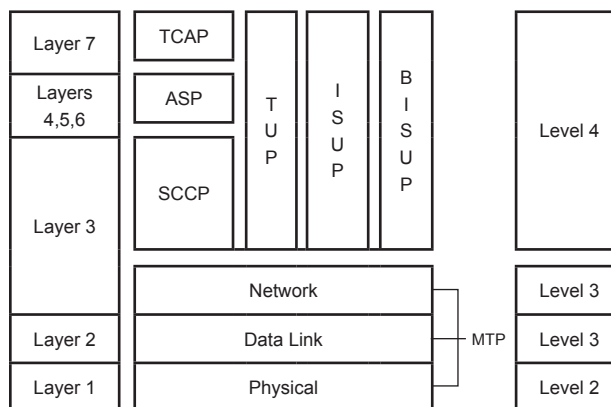 Layer 7
Layers
4,5,6
Layer 3
Layer 2
Layer 1
TCAP
ASP
SCCP
T
U
P
I
S
U
P
B
I
S
U
P
Network
Data Link
Physical
MTP
Level 4
Level 3
Level 3
Level 2